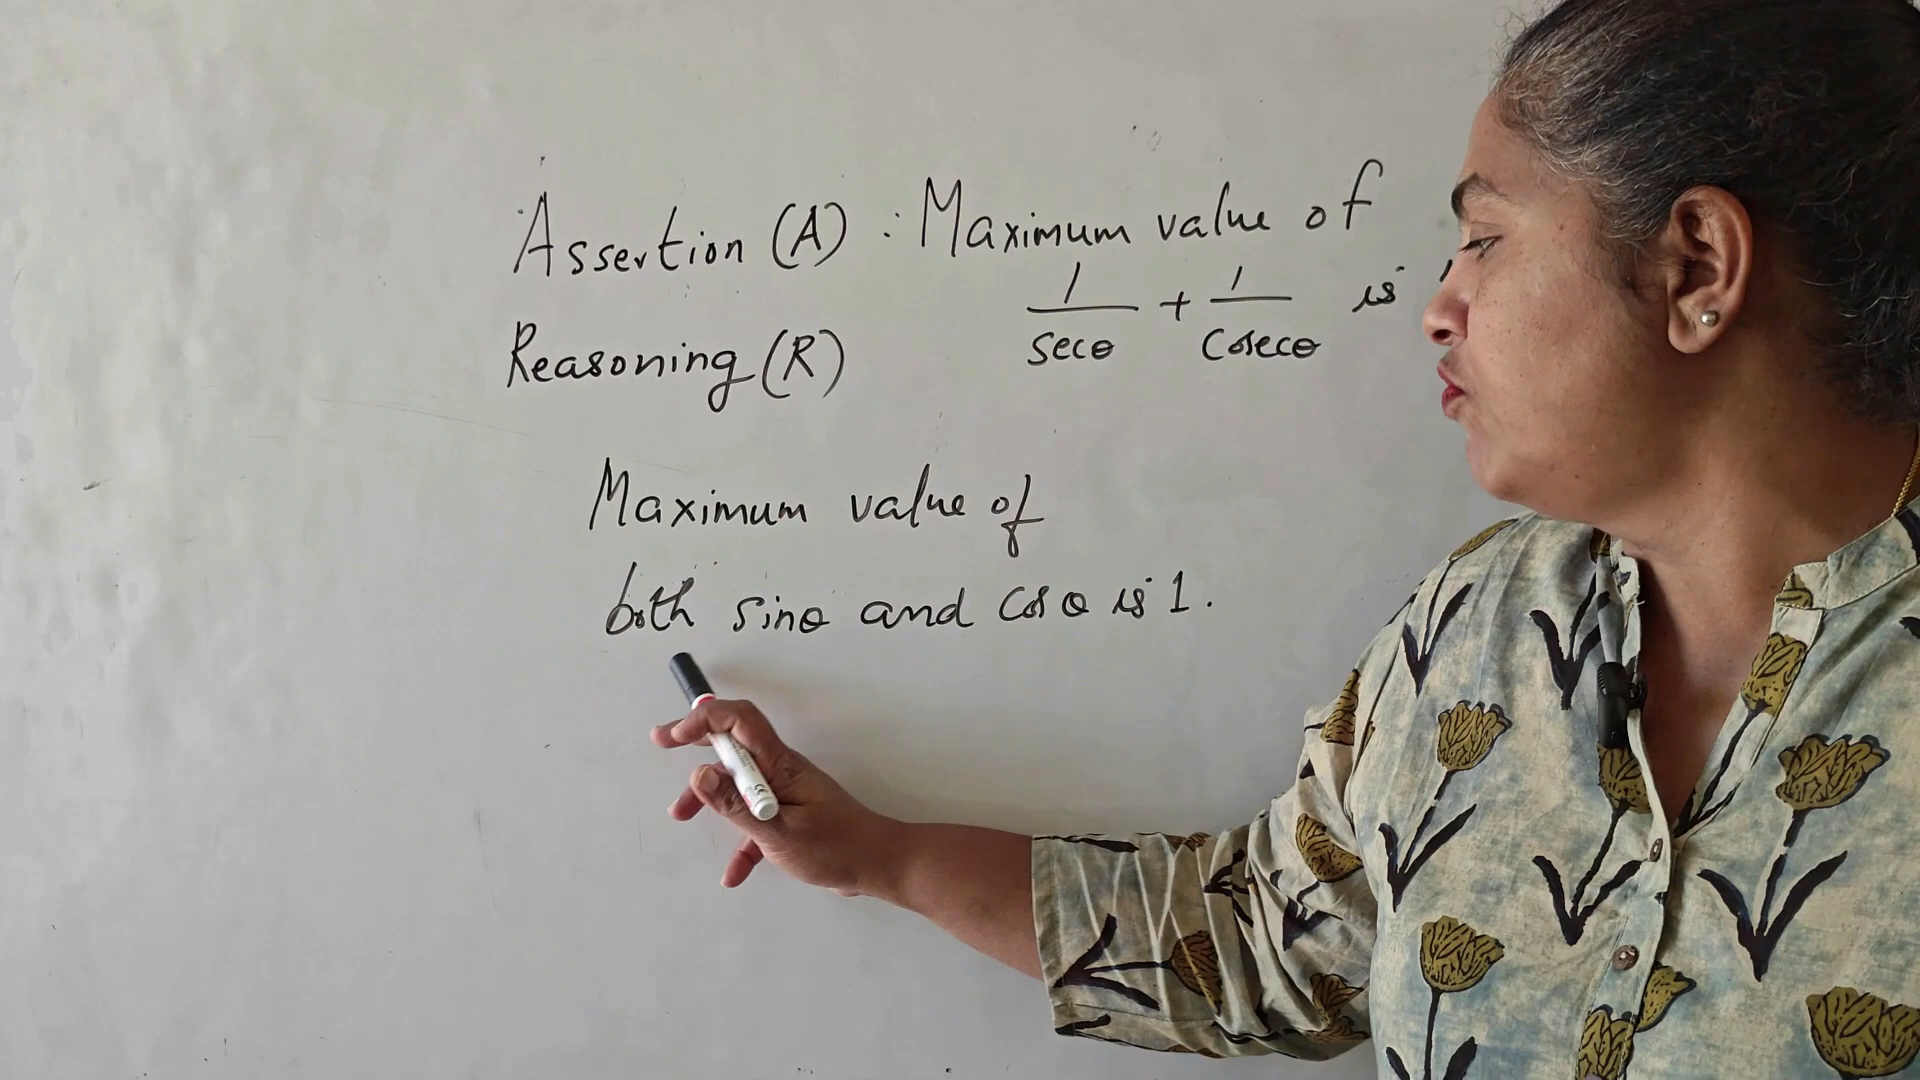 Assertion (A) : Maximum value of
1/secθ + 1/cosecθ is
Reasoning (R)
Maximum value of
both sinθ and cosθ is 1.